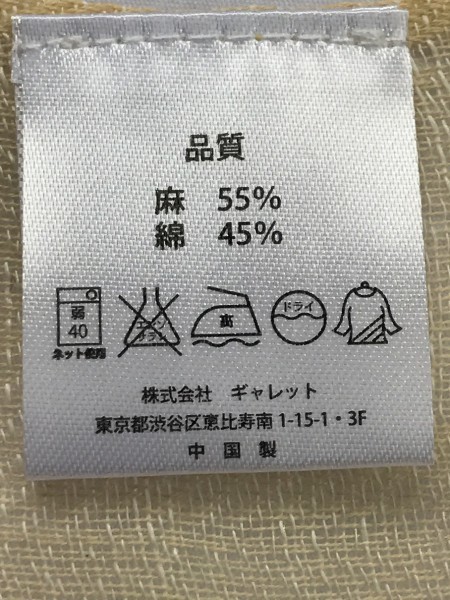 品質
麻 55%
綿 45%
弱
40
ネット使用
エンソ
サラシ
高
ドライ
株式会社 ギャレット
東京都渋谷区恵比寿南1-15-1・3F
中国製